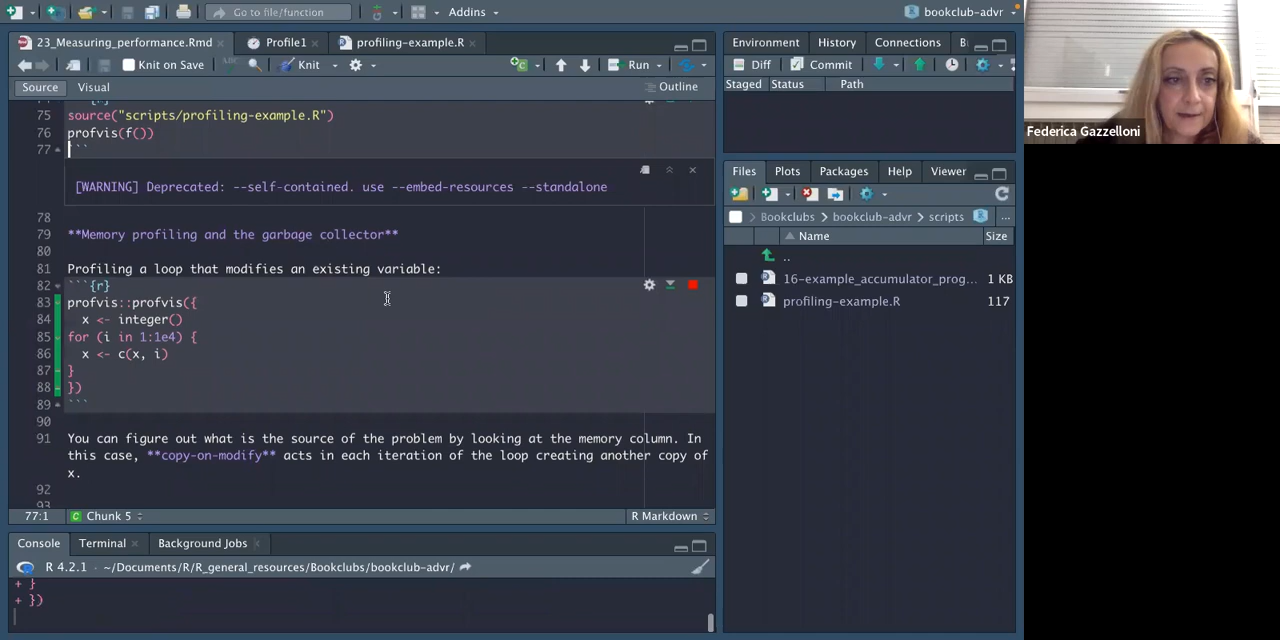 Go to file/function
Addins
bookclub-advr
23_Measuring_performance.Rmd
Profile1
profiling-example.R
Knit on Save
ABC
Knit
Run
Source
Visual
Outline
75 source("scripts/profiling-example.R")
76 profvis(f())
77 ```
[WARNING] Deprecated: --self-contained. use --embed-resources --standalone
78
79 **Memory profiling and the garbage collector**
80
81 Profiling a loop that modifies an existing variable:
82 ```{r}
83 profvis::profvis({
84 x <- integer()
85 for (i in 1:1e4) {
86 x <- c(x, i)
87 }
88 })
89 ```
90
91 You can figure out what is the source of the problem by looking at the memory column. In
this case, **copy-on-modify** acts in each iteration of the loop creating another copy of
x.
92
93
77:1
Chunk 5
R Markdown
Console
Terminal
Background Jobs
R 4.2.1 · ~/Documents/R/R_general_resources/Bookclubs/bookclub-advr/
+ }
+ })
Environment
History
Connections
Diff
Commit
Staged
Status
Path
Files
Plots
Packages
Help
Viewer
Bookclubs
bookclub-advr
scripts
...
Name
Size
..
16-example_accumulator_prog...
1 KB
profiling-example.R
117
Federica Gazzelloni